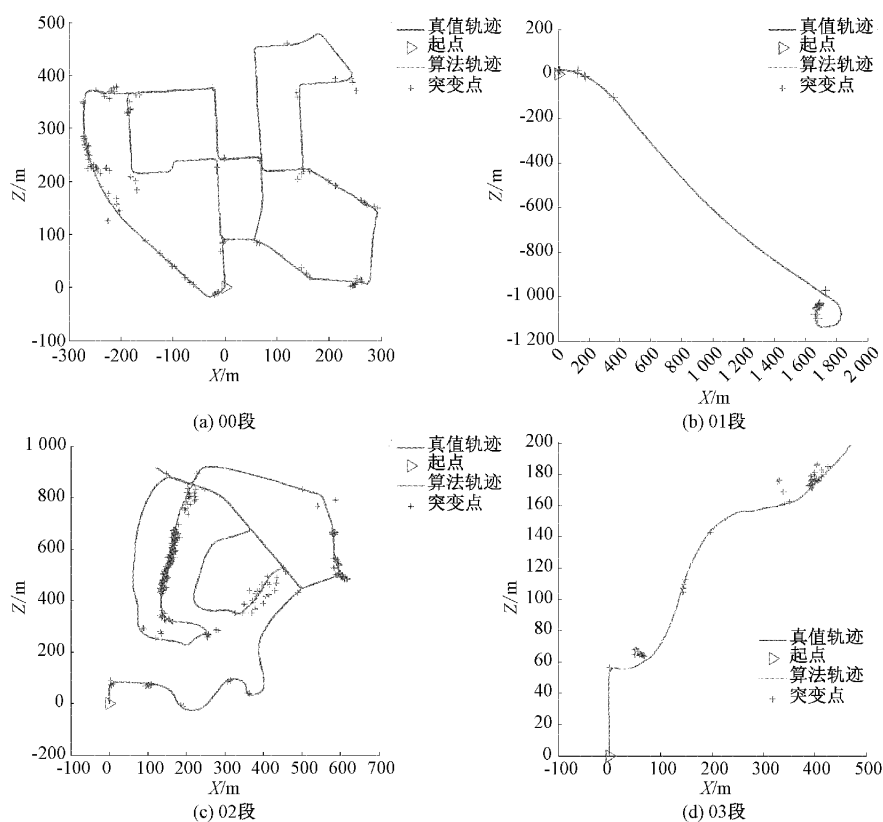 500
400
300
200
100
0
-100
-300
-200
-100
0
100
200
300
Z/m
X/m
真值轨迹
起点
算法轨迹
突变点
(a) 00段
200
0
-200
-400
-600
-800
-1 000
-1 200
0
200
400
600
800
1 000
1 200
1 400
1 600
1 800
2 000
Z/m
X/m
真值轨迹
起点
算法轨迹
突变点
(b) 01段
1 000
800
600
400
200
0
-200
-100
0
100
200
300
400
500
600
700
Z/m
X/m
真值轨迹
起点
算法轨迹
突变点
(c) 02段
200
180
160
140
120
100
80
60
40
20
0
-100
0
100
200
300
400
500
Z/m
X/m
真值轨迹
起点
算法轨迹
突变点
(d) 03段